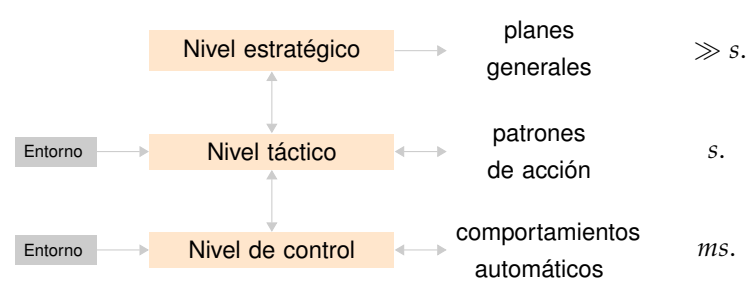 Nivel estratégico
planes
generales
≫ s.
Entorno
Nivel táctico
patrones
de acción
s.
Entorno
Nivel de control
comportamientos
automáticos
ms.